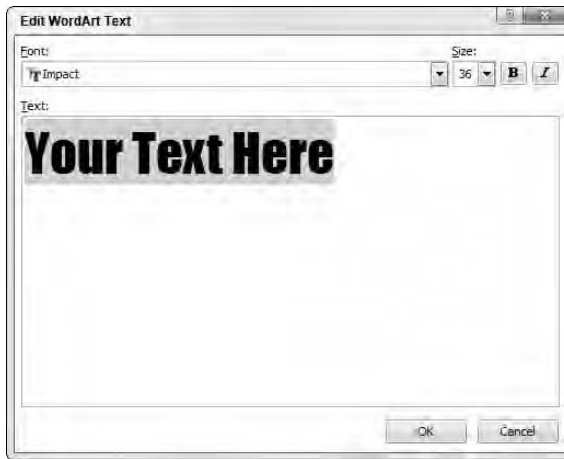 Edit WordArt Text
Font: Size:
Impact 36 B I
Text:
Your Text Here
OK Cancel